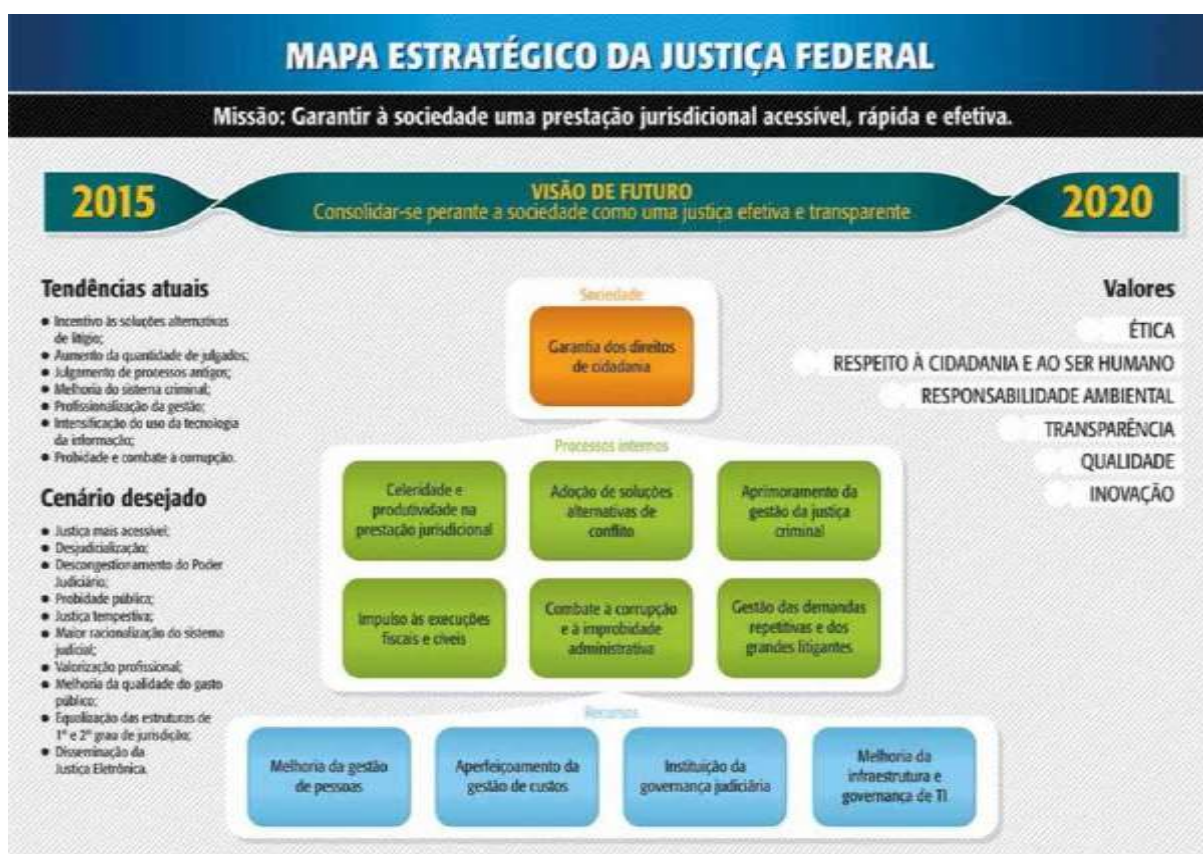 MAPA ESTRATÉGICO DA JUSTIÇA FEDERAL
Missão: Garantir à sociedade uma prestação jurisdicional acessível, rápida e efetiva.
2015
VISÃO DE FUTURO
Consolidar-se perante a sociedade como uma justiça efetiva e transparente
2020
Tendências atuais
● Incentivo às soluções alternativas
de litígio;
● Aumento da quantidade de julgados;
● Julgamento de processos antigos;
● Melhoria do sistema criminal;
● Profissionalização da gestão;
● Intensificação do uso da tecnologia
da informação;
● Probidade e combate a corrupção.
Cenário desejado
● Justiça mais acessível;
● Desjudicialização;
● Descongestionamento do Poder
Judiciário;
● Probidade pública;
● Justiça tempestiva;
● Maior racionalização do sistema
judicial;
● Valorização profissional;
● Melhoria da qualidade do gasto
público;
● Equalização das estruturas de
1º e 2º grau de jurisdição;
● Disseminação da
Justiça Eletrônica.
Sociedade
Garantia dos direitos
de cidadania
Processos internos
Celeridade e
produtividade na
prestação jurisdicional
Adoção de soluções
alternativas de
conflito
Aprimoramento da
gestão da justiça
criminal
Impulso às execuções
fiscais e cíveis
Combate à corrupção
e à improbidade
administrativa
Gestão das demandas
repetitivas e dos
grandes litigantes
Recursos
Melhoria da gestão
de pessoas
Aperfeiçoamento da
gestão de custos
Instituição da
governança judiciária
Melhoria da
infraestrutura e
governança de TI
Valores
ÉTICA
RESPEITO À CIDADANIA E AO SER HUMANO
RESPONSABILIDADE AMBIENTAL
TRANSPARÊNCIA
QUALIDADE
INOVAÇÃO